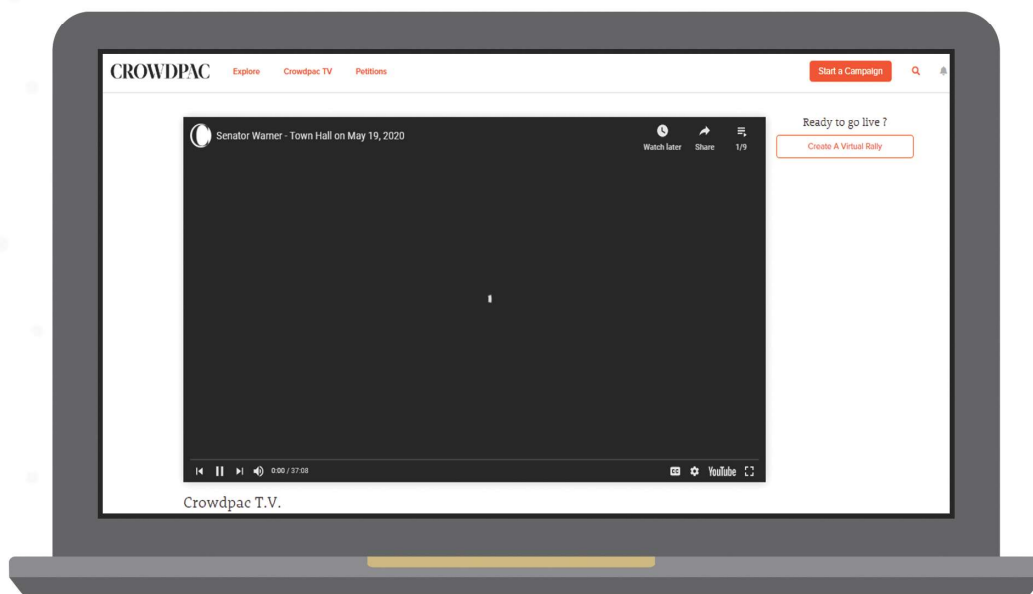 CROWDPAC Explore Crowdpac TV Petitions Start a Campaign
Senator Warner - Town Hall on May 19, 2020
Watch later Share 1/9
Ready to go live ?
Create A Virtual Rally
0:00 / 37:08 CC YouTube
Crowdpac T.V.